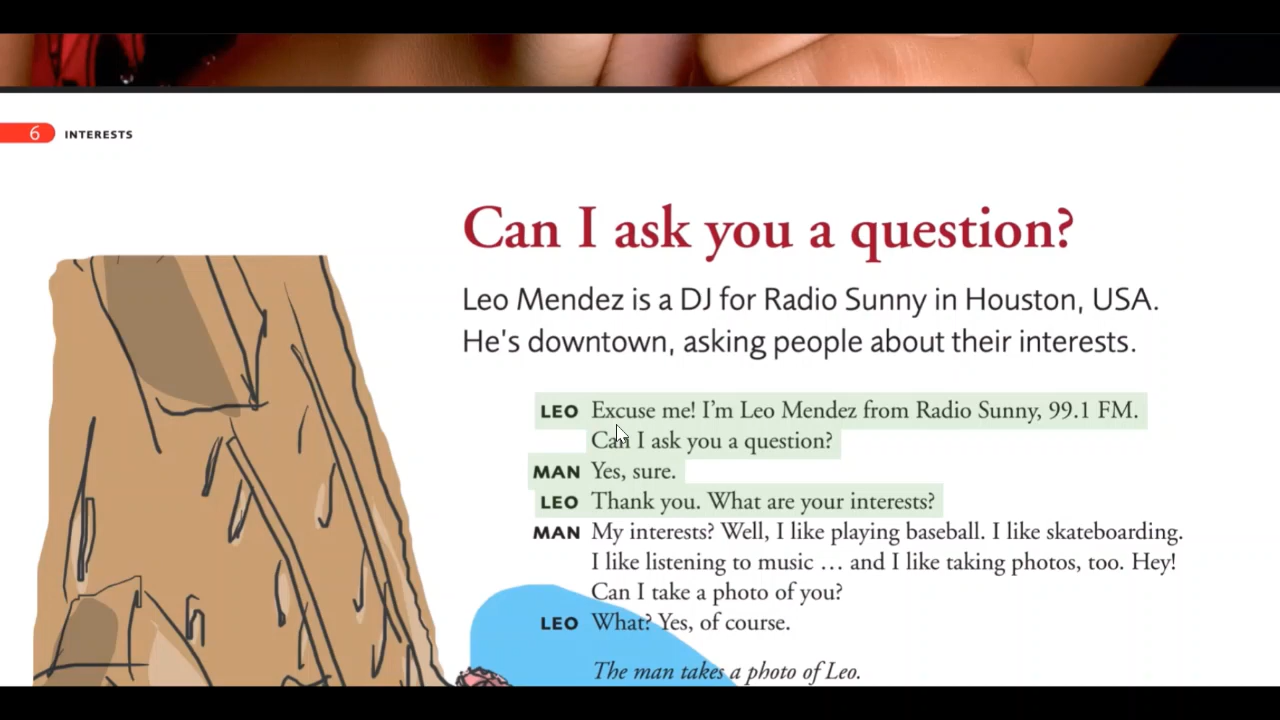 6 INTERESTS
Can I ask you a question?
Leo Mendez is a DJ for Radio Sunny in Houston, USA.
He's downtown, asking people about their interests.
LEO Excuse me! I’m Leo Mendez from Radio Sunny, 99.1 FM.
Can I ask you a question?
MAN Yes, sure.
LEO Thank you. What are your interests?
MAN My interests? Well, I like playing baseball. I like skateboarding.
I like listening to music … and I like taking photos, too. Hey!
Can I take a photo of you?
LEO What? Yes, of course.
The man takes a photo of Leo.